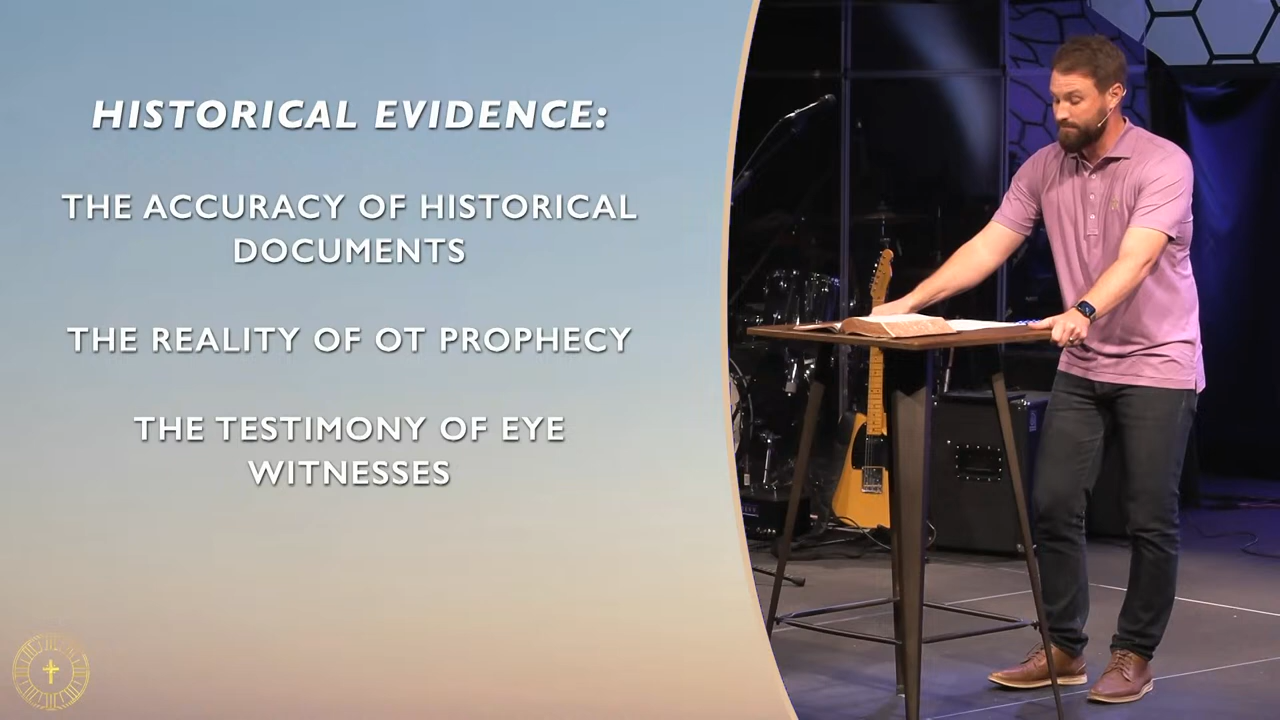 HISTORICAL EVIDENCE:
THE ACCURACY OF HISTORICAL
DOCUMENTS
THE REALITY OF OT PROPHECY
THE TESTIMONY OF EYE
WITNESSES